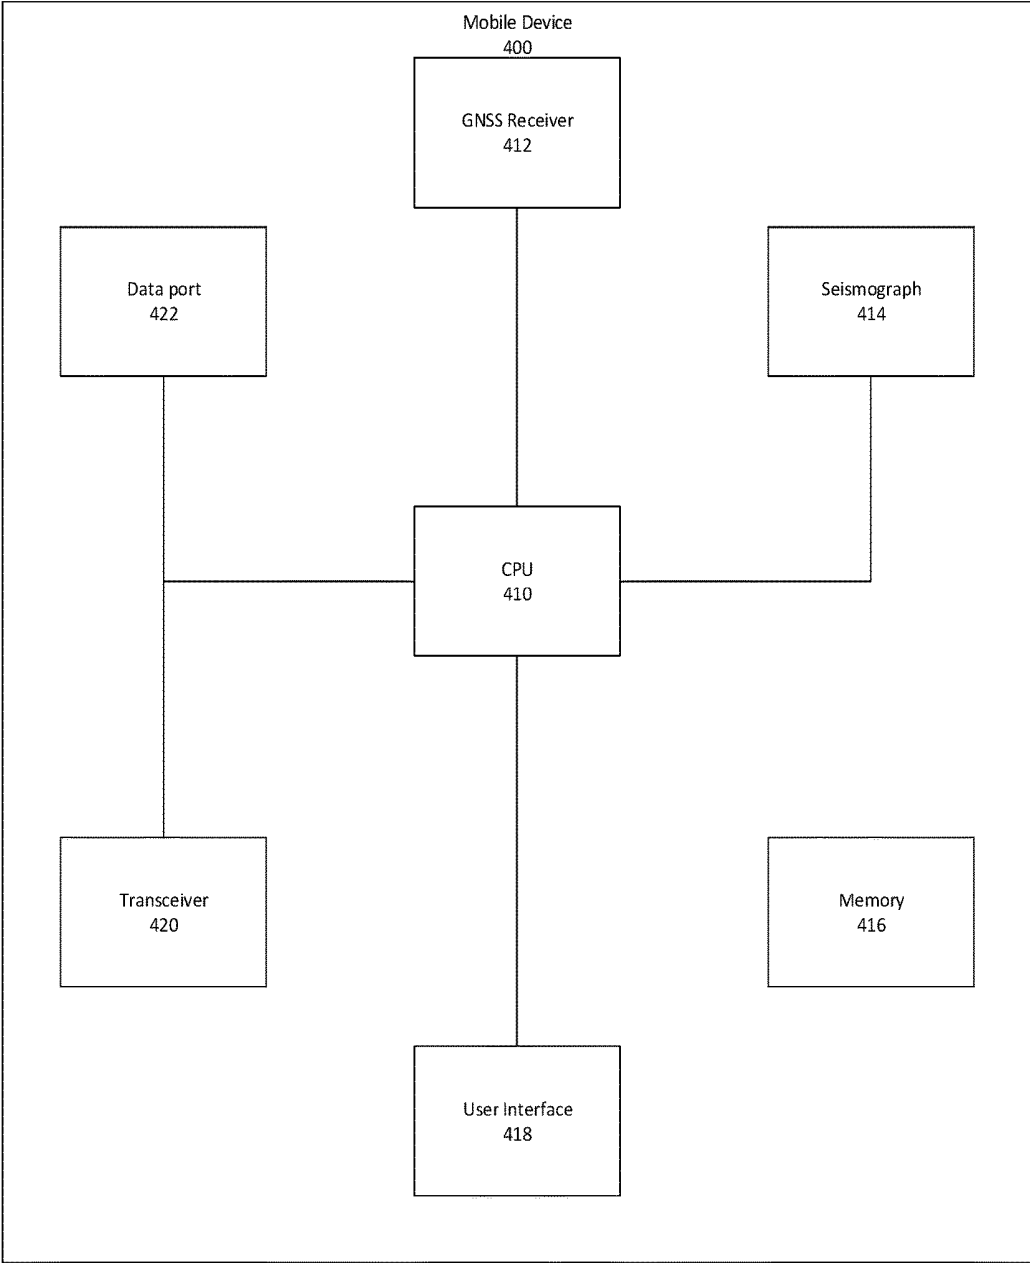 Mobile Device
400
GNSS Receiver
412
Data port
422
Seismograph
414
CPU
410
Transceiver
420
Memory
416
User Interface
418